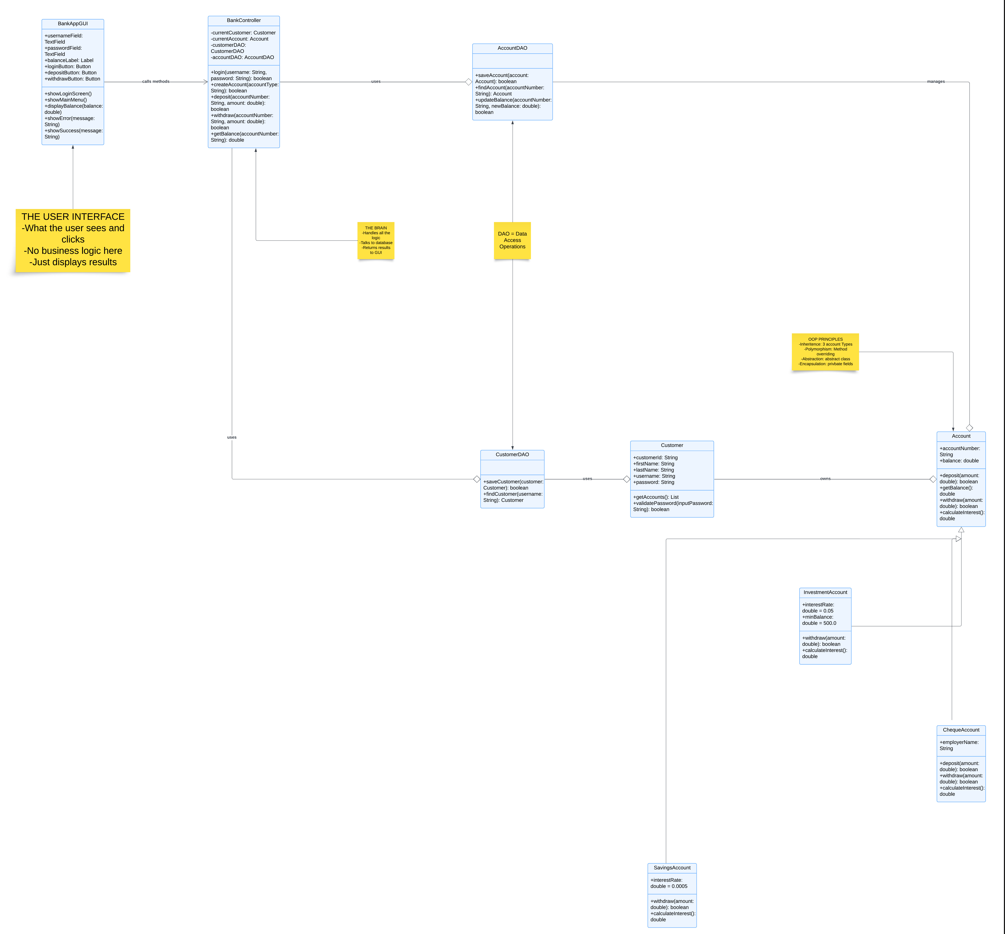 BankAppGUI
+usernameField:
TextField
+passwordField:
TextField
+balanceLabel: Label
+loginButton: Button
+depositButton: Button
+withdrawButton: Button
+showLoginScreen()
+showMainMenu()
+displayBalance(balance:
double)
+showError(message:
String)
+showSuccess(message:
String)
calls methods
BankController
-currentCustomer: Customer
-currentAccount: Account
-customerDAO:
CustomerDAO
-accountDAO: AccountDAO
+login(username: String,
password: String): boolean
+createAccount(accountType:
String): boolean
+deposit(accountNumber:
String, amount: double):
boolean
+withdraw(accountNumber:
String, amount: double):
boolean
+getBalance(accountNumber:
String): double
uses
AccountDAO
+saveAccount(account:
Account): boolean
+findAccount(accountNumber:
String): Account
+updateBalance(accountNumber:
String, newBalance: double):
boolean
manages
THE USER INTERFACE
-What the user sees and
clicks
-No business logic here
-Just displays results
THE BRAIN
-Handles all the
logic
-Talks to database
-Returns results
to GUI
DAO = Data
Access
Operations
OOP PRINCIPLES
-Inheritance: 3 account Types
-Polymorphism: Method
overriding
-Abstraction: abstract class
-Encapsulation: private fields
uses
CustomerDAO
+saveCustomer(customer:
Customer): boolean
+findCustomer(username:
String): Customer
uses
Customer
+customerId: String
+firstName: String
+lastName: String
+username: String
+password: String
+getAccounts(): List
+validatePassword(inputPassword:
String): boolean
owns
Account
+accountNumber:
String
+balance: double
+deposit(amount:
double): boolean
+getBalance():
double
+withdraw(amount:
double): boolean
+calculateInterest():
double
InvestmentAccount
+interestRate:
double = 0.05
+minBalance:
double = 500.0
+withdraw(amount:
double): boolean
+calculateInterest():
double
ChequeAccount
+employerName:
String
+deposit(amount:
double): boolean
+withdraw(amount:
double): boolean
+calculateInterest():
double
SavingsAccount
+interestRate:
double = 0.0005
+withdraw(amount:
double): boolean
+calculateInterest():
double